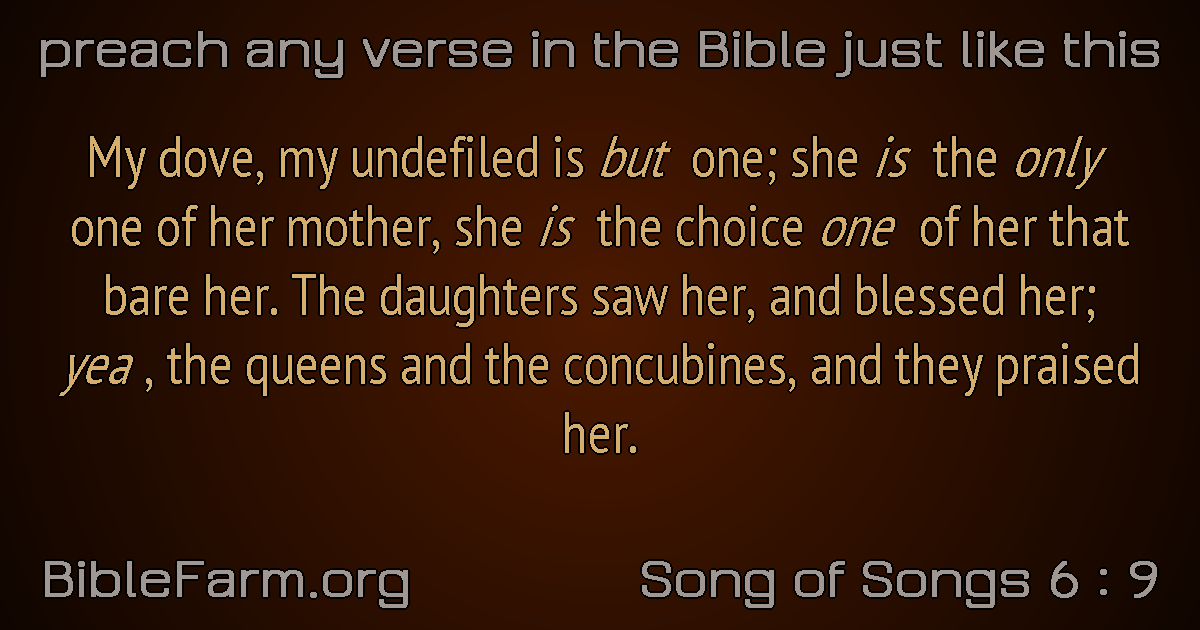 preach any verse in the Bible just like this
My dove, my undefiled is but one; she is the only
one of her mother, she is the choice one of her that
bare her. The daughters saw her, and blessed her;
yea , the queens and the concubines, and they praised
her.
BibleFarm.org
Song of Songs 6 : 9